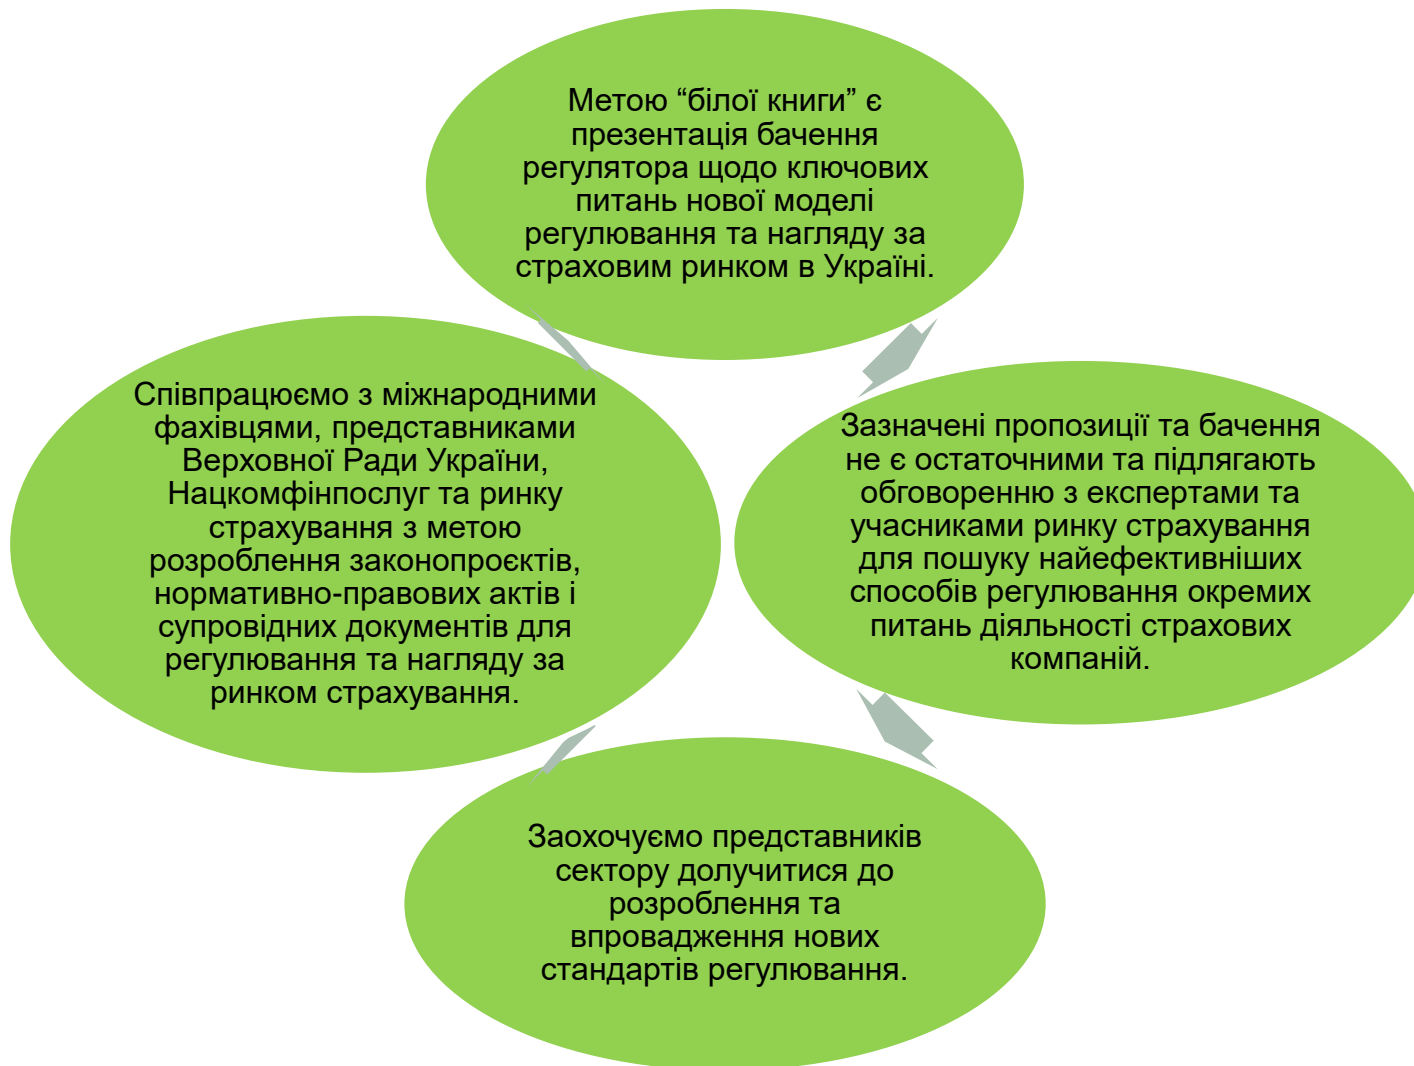 Метою “білої книги” є
презентація бачення
регулятора щодо ключових
питань нової моделі
регулювання та нагляду за
страховим ринком в Україні.
Співпрацюємо з міжнародними
фахівцями, представниками
Верховної Ради України,
Нацкомфінпослуг та ринку
страхування з метою
розроблення законопроєктів,
нормативно-правових актів і
супровідних документів для
регулювання та нагляду за
ринком страхування.
Зазначені пропозиції та бачення
не є остаточними та підлягають
обговоренню з експертами та
учасниками ринку страхування
для пошуку найефективніших
способів регулювання окремих
питань діяльності страхових
компаній.
Заохочуємо представників
сектору долучитися до
розроблення та
впровадження нових
стандартів регулювання.